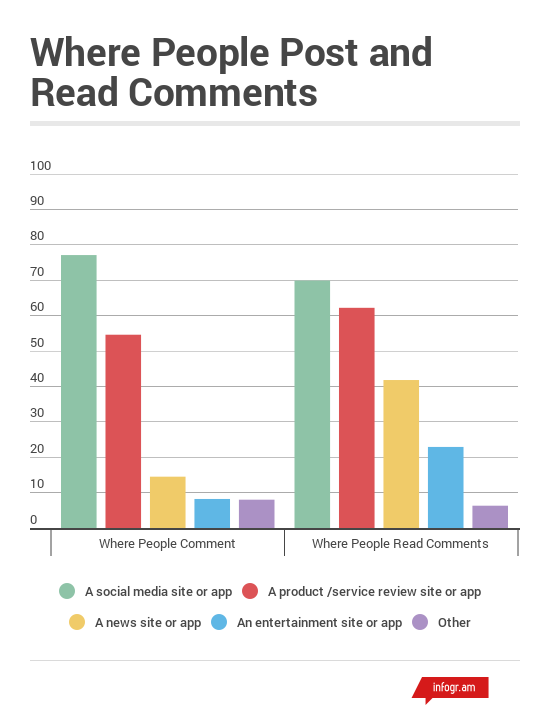 Where People Post and
Read Comments
100
90
80
70
60
50
40
30
20
10
0
Where People Comment Where People Read Comments
A social media site or app A product /service review site or app
A news site or app An entertainment site or app Other
infogr.am